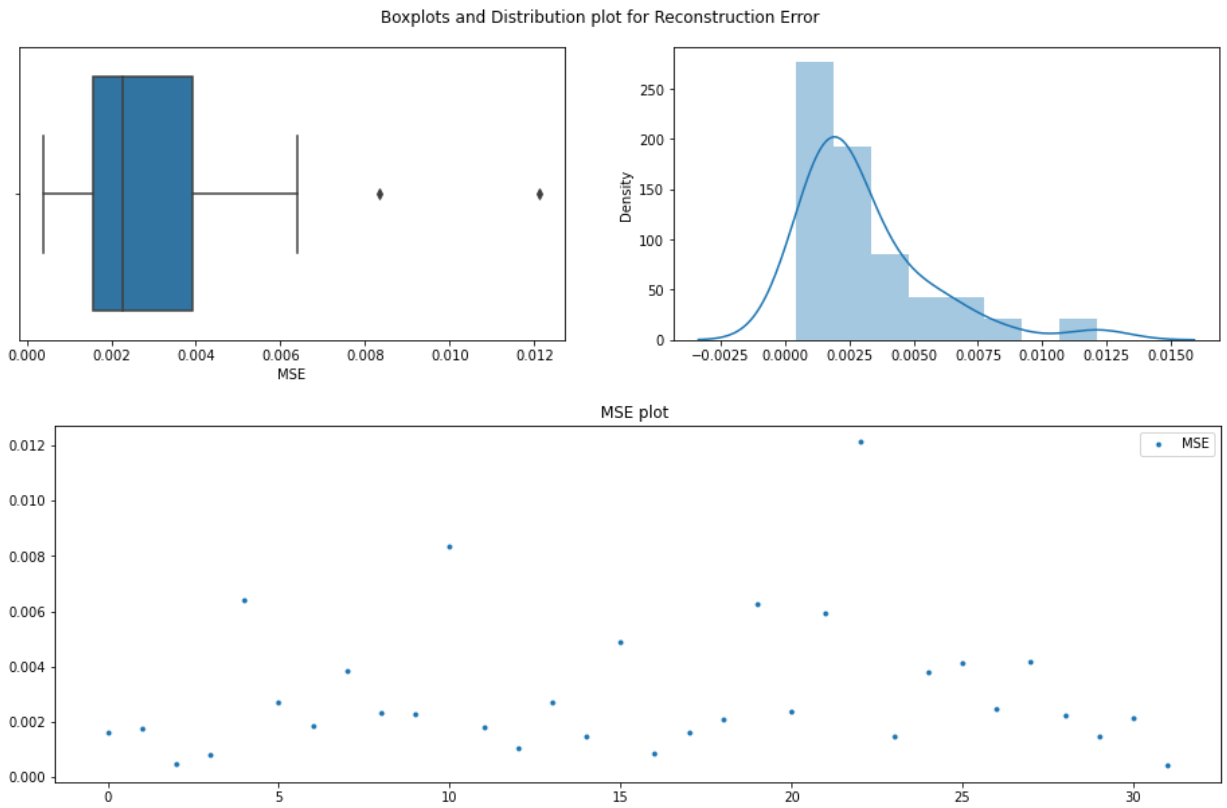 Boxplots and Distribution plot for Reconstruction Error
0.000 0.002 0.004 0.006 0.008 0.010 0.012
MSE
250
200
150
100
50
0
Density
−0.0025 0.0000 0.0025 0.0050 0.0075 0.0100 0.0125 0.0150
MSE plot
MSE
0.012
0.010
0.008
0.006
0.004
0.002
0.000
0 5 10 15 20 25 30